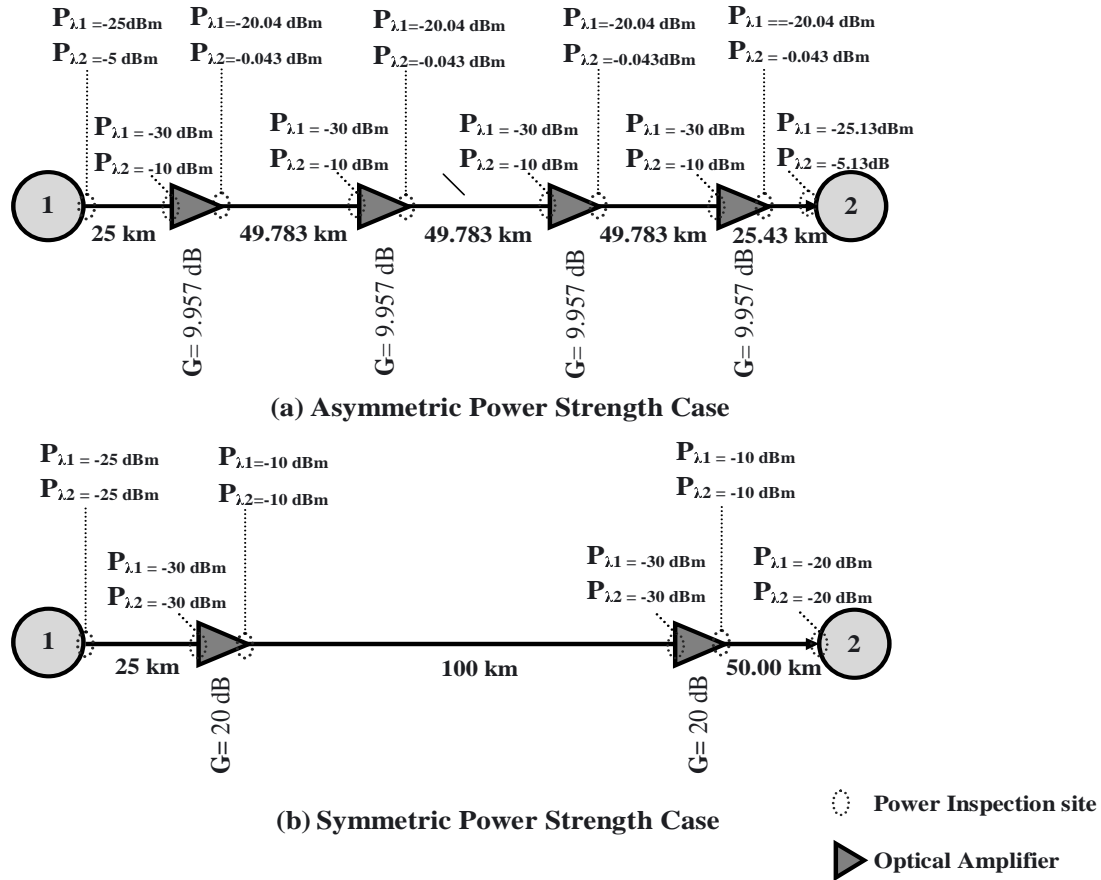 Pλ1 = -25dBm Pλ1=-20.04 dBm Pλ1=-20.04 dBm Pλ1=-20.04 dBm Pλ1 ==-20.04 dBm
Pλ2 =-5 dBm Pλ2=-0.043 dBm Pλ2=-0.043 dBm Pλ2=-0.043dBm Pλ2 = -0.043 dBm
Pλ1 = -30 dBm Pλ1 = -30 dBm Pλ1 = -30 dBm Pλ1 = -30 dBm Pλ1 = -25.13dBm
Pλ2 = -10 dBm Pλ2 = -10 dBm Pλ2 = -10 dBm Pλ2 = -10 dBm Pλ2 = -5.13dB
1 2
25 km 49.783 km 49.783 km 49.783 km 25.43 km
G= 9.957 dB G= 9.957 dB G= 9.957 dB G= 9.957 dB
(a) Asymmetric Power Strength Case
Pλ1 = -25 dBm Pλ1=-10 dBm Pλ1 = -10 dBm
Pλ2 = -25 dBm Pλ2=-10 dBm Pλ2 = -10 dBm
Pλ1 = -30 dBm Pλ1 = -30 dBm Pλ1 = -20 dBm
Pλ2 = -30 dBm Pλ2 = -30 dBm Pλ2 = -20 dBm
1 2
25 km 100 km 50.00 km
G= 20 dB G= 20 dB
(b) Symmetric Power Strength Case
Power Inspection site
Optical Amplifier